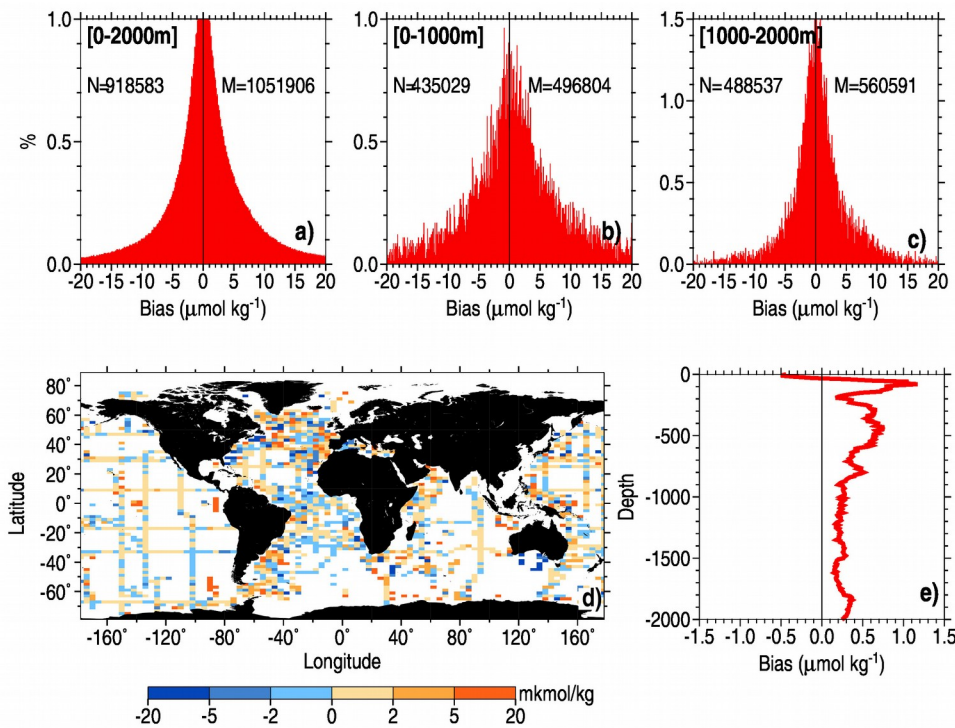 [0-2000m] [0-1000m] [1000-2000m]
N=918583 M=1051906 N=435029 M=496804 N=488537 M=560591
1.0 1.0 1.5
1.0
0.5 0.5
0.5
0.0 0.0 0.0
%
a) b) c)
-20 -15 -10 -5 0 5 10 15 20 -20 -15 -10 -5 0 5 10 15 20 -20 -15 -10 -5 0 5 10 15 20
Bias (μmol kg⁻¹) Bias (μmol kg⁻¹) Bias (μmol kg⁻¹)
80˚
60˚
40˚
20˚
0˚
-20˚
-40˚
-60˚
Latitude
d)
-160˚ -120˚ -80˚ -40˚ 0˚ 40˚ 80˚ 120˚ 160˚
Longitude
mkmol/kg
-20 -5 -2 0 2 5 20
0
-500
-1000
-1500
-2000
Depth
e)
-1.5 -1.0 -0.5 0.0 0.5 1.0 1.5
Bias (μmol kg⁻¹)